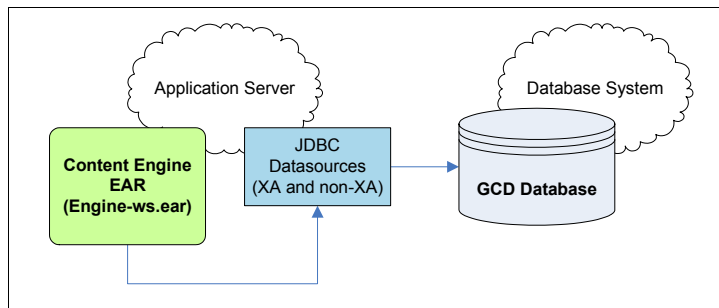 Application Server
Database System
Content Engine
EAR
(Engine-ws.ear)
JDBC
Datasources
(XA and non-XA)
GCD Database